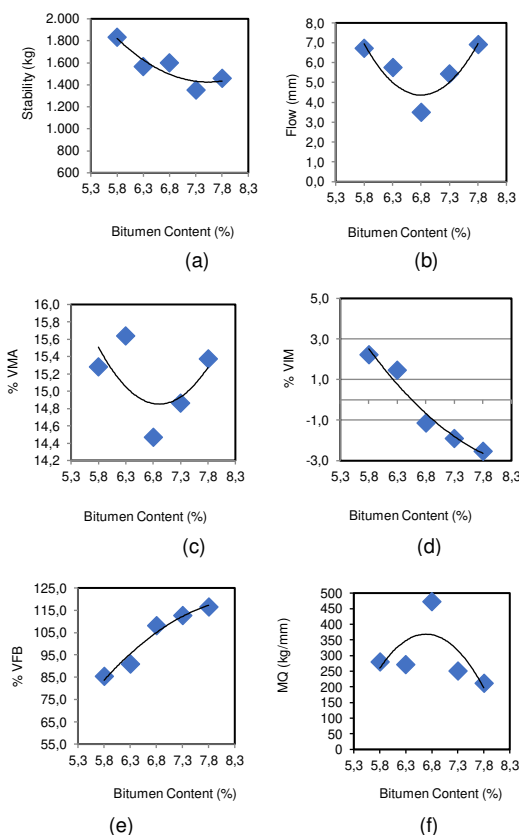 2.000
1.800
1.600
1.400
1.200
1.000
800
600
Stability (kg)
5,3 5,8 6,3 6,8 7,3 7,8 8,3
Bitumen Content (%)
(a)
8,0
7,0
6,0
5,0
4,0
3,0
2,0
1,0
0,0
Flow (mm)
5,3 5,8 6,3 6,8 7,3 7,8 8,3
Bitumen Content (%)
(b)
16,0
15,6
15,2
14,8
14,4
14,2
% VMA
5,3 5,8 6,3 6,8 7,3 7,8 8,3
Bitumen Content (%)
(c)
5,0
3,0
1,0
-1,0
-3,0
% VIM
5,3 5,8 6,3 6,8 7,3 7,8 8,3
Bitumen Content (%)
(d)
125,0
115,0
105,0
95,0
85,0
75,0
65,0
55,0
% VFB
5,3 5,8 6,3 6,8 7,3 7,8 8,3
Bitumen Content (%)
(e)
500
450
400
350
300
250
200
150
100
50
0
MQ (kg/mm)
5,3 5,8 6,3 6,8 7,3 7,8 8,3
Bitumen Content (%)
(f)